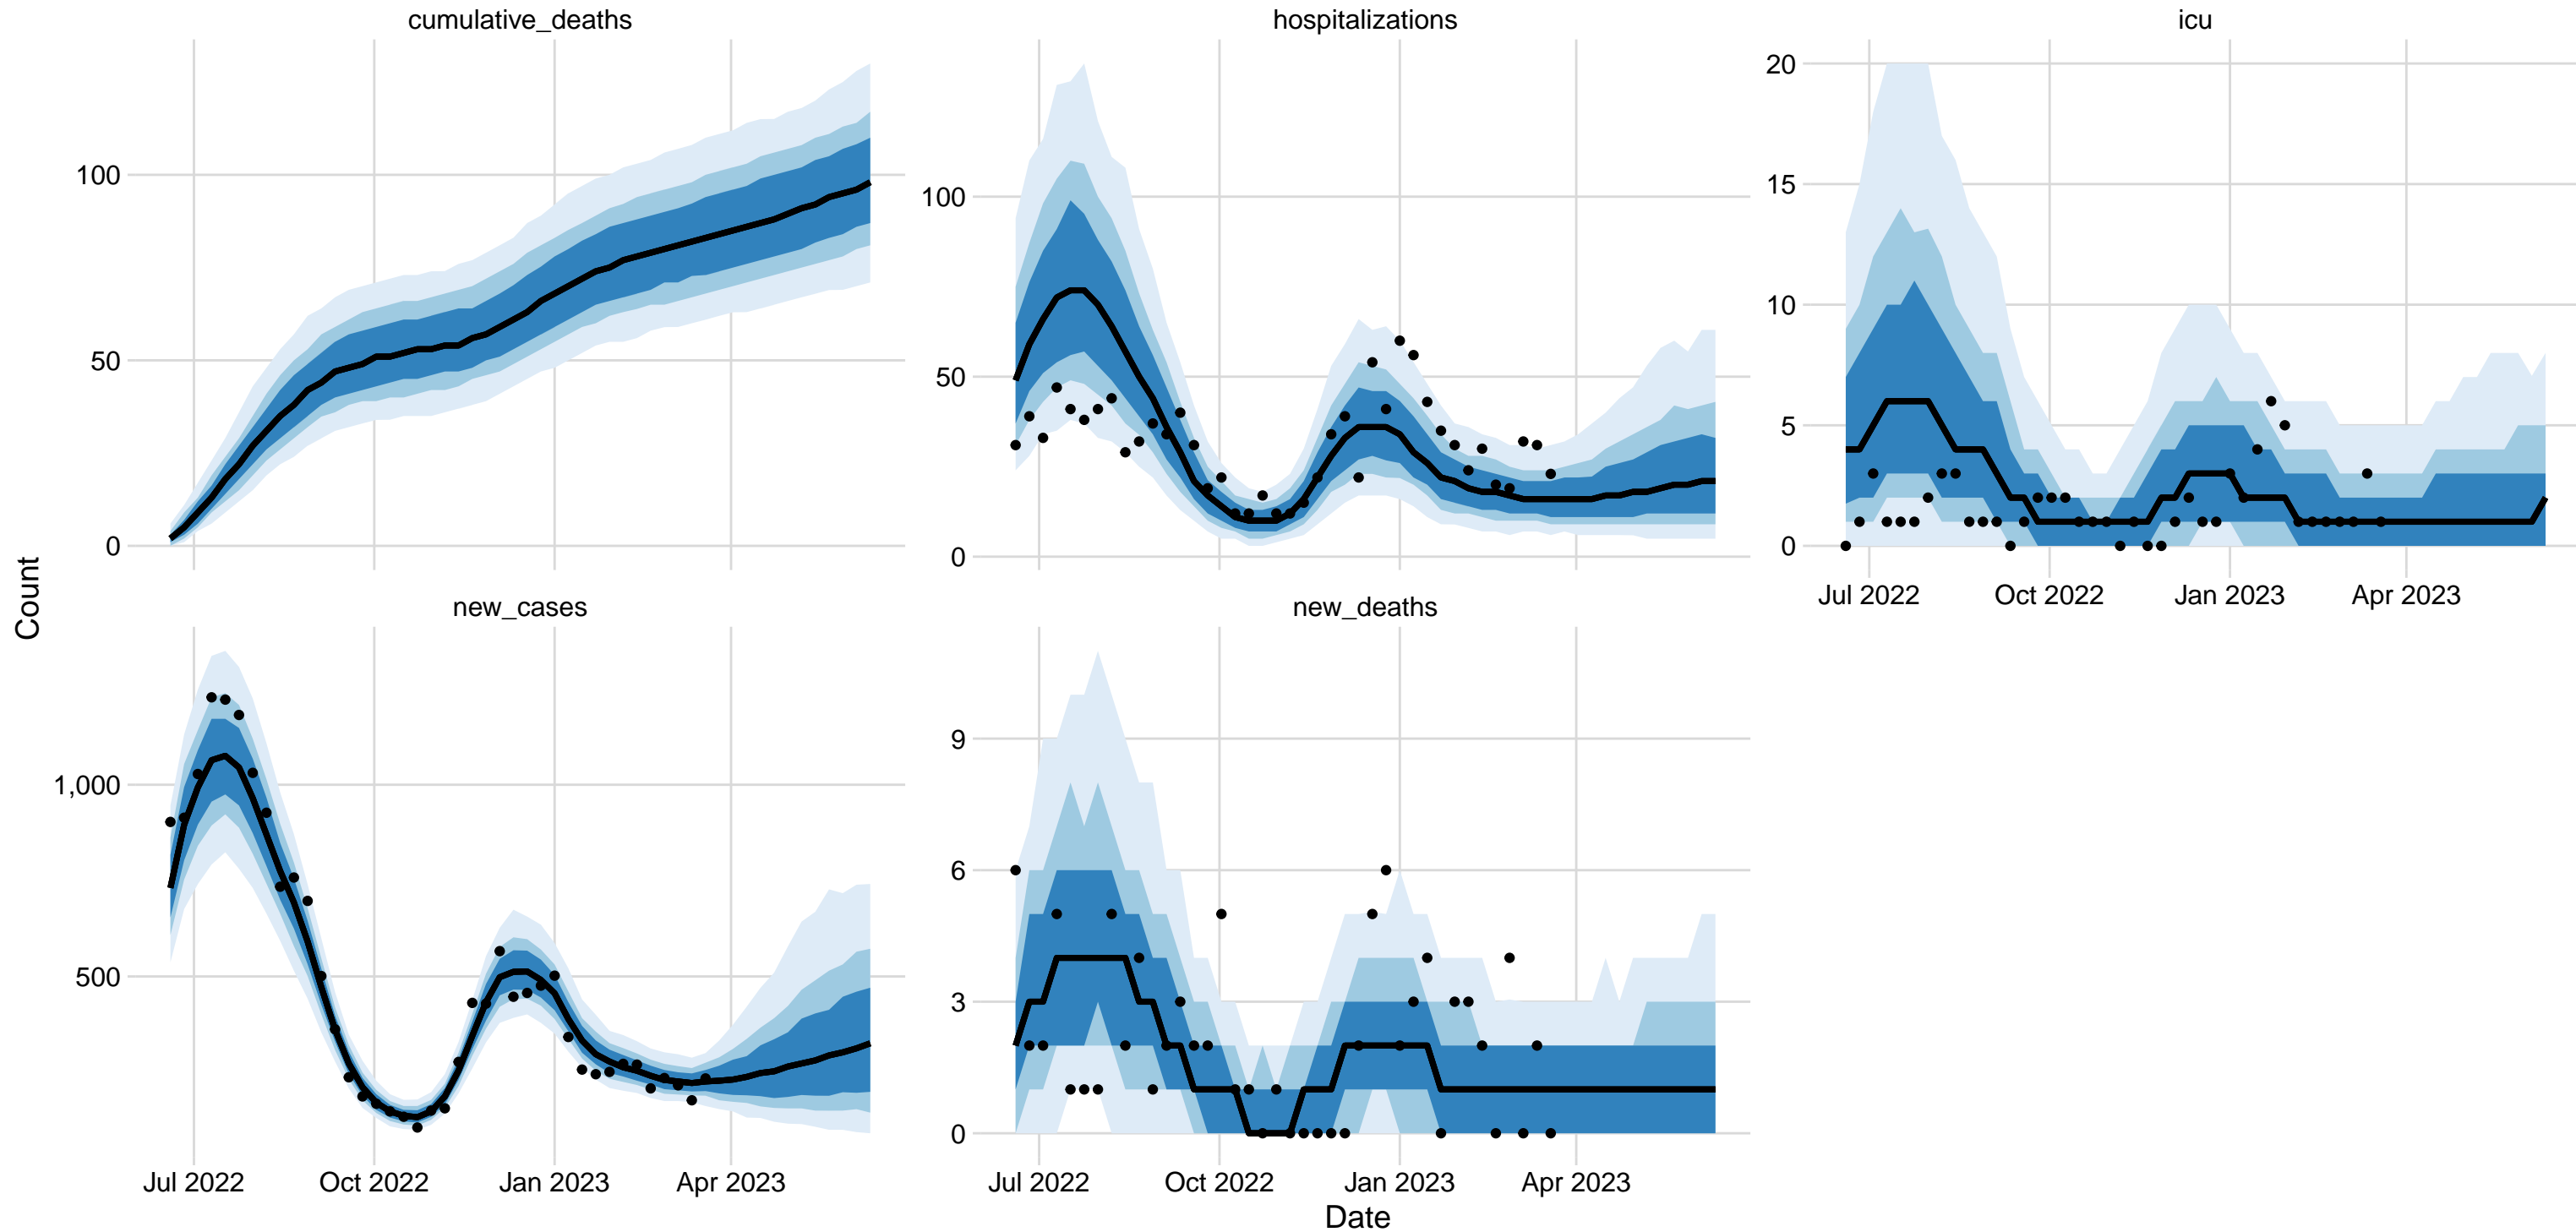 cumulative_deaths
hospitalizations
icu
100
50
0
100
50
0
20
15
10
5
0
Jul 2022 Oct 2022 Jan 2023 Apr 2023
Count
new_cases
new_deaths
1,000
500
9
6
3
0
Jul 2022 Oct 2022 Jan 2023 Apr 2023
Jul 2022 Oct 2022 Jan 2023 Apr 2023
Date